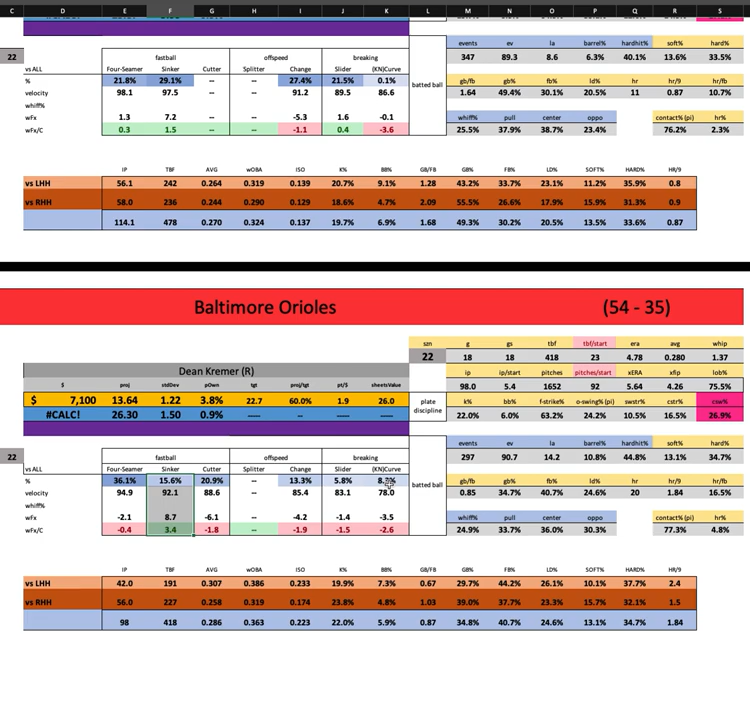 C D E F G H I J K L M N O P Q R S
events ev la barrel% hardhit% soft% hard%
22 fastball offspeed breaking 347 89.3 8.6 6.3% 40.1% 13.6% 33.5%
vs ALL Four-Seamer Sinker Cutter Splitter Change Slider (KN)Curve
% 21.8% 29.1% -- -- 27.4% 21.5% 0.1% batted ball gb/fb gb% fb% ld% hr hr/9 hr/fb
velocity 98.1 97.5 -- -- 91.2 89.5 86.6 1.64 49.4% 30.1% 20.5% 11 0.87 10.7%
whiff%
wFx 1.3 7.2 -- -- -5.3 1.6 -0.1 whiff% pull center oppo contact% (pi) hr%
wFx/C 0.3 1.5 -- -- -1.1 0.4 -3.6 25.5% 37.9% 38.7% 23.4% 76.2% 2.3%
IP TBF AVG wOBA ISO K% BB% GB/FB GB% FB% LD% SOFT% HARD% HR/9
vs LHH 56.1 242 0.264 0.319 0.139 20.7% 9.1% 1.28 43.2% 33.7% 23.1% 11.2% 35.9% 0.8
vs RHH 58.0 236 0.244 0.290 0.129 18.6% 4.7% 2.09 55.5% 26.6% 17.9% 15.9% 31.3% 0.9
114.1 478 0.270 0.324 0.137 19.7% 6.9% 1.68 49.3% 30.2% 20.5% 13.5% 33.6% 0.87
Baltimore Orioles (54 - 35)
szn g gs tbf tbf/start era avg whip
22 18 18 418 23 4.78 0.280 1.37
Dean Kremer (R) ip ip/start pitches pitches/start xERA xfip lob%
$ proj stdDev pOwn tgt proj/tgt pt/$ sheetsValue 98.0 5.4 1652 92 5.64 4.26 75.5%
$ 7,100 13.64 1.22 3.8% 22.7 60.0% 1.9 26.0 plate discipline k% bb% f-strike% o-swing% (pi) swstr% cstr% csw%
#CALC! 26.30 1.50 0.9% ---- -- ---- ---- 22.0% 6.0% 63.2% 24.2% 10.5% 16.5% 26.9%
events ev la barrel% hardhit% soft% hard%
22 fastball offspeed breaking 297 90.7 14.2 10.8% 44.8% 13.1% 34.7%
vs ALL Four-Seamer Sinker Cutter Splitter Change Slider (KN)Curve
% 36.1% 15.6% 20.9% -- 13.3% 5.8% batted ball gb/fb gb% fb% ld% hr hr/9 hr/fb
velocity 94.9 92.1 88.6 -- 85.4 83.1 78.0 0.85 34.7% 40.7% 24.6% 20 1.84 16.5%
whiff%
wFx -2.1 8.7 -6.1 -- -4.2 -1.4 -3.5 whiff% pull center oppo contact% (pi) hr%
wFx/C -0.4 3.4 -1.8 -- -1.9 -1.5 -2.6 24.9% 33.7% 36.0% 30.3% 77.3% 4.8%
IP TBF AVG wOBA ISO K% BB% GB/FB GB% FB% LD% SOFT% HARD% HR/9
vs LHH 42.0 191 0.307 0.386 0.233 19.9% 7.3% 0.67 29.7% 44.2% 26.1% 10.1% 37.7% 2.4
vs RHH 56.0 227 0.258 0.319 0.174 23.8% 4.8% 1.03 39.0% 37.7% 23.3% 15.7% 32.1% 1.5
98 418 0.286 0.363 0.223 22.0% 5.9% 0.87 34.8% 40.7% 24.6% 13.1% 34.7% 1.84